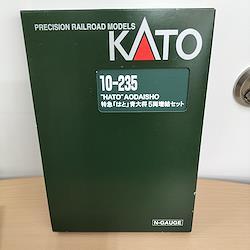 PRECISION RAILROAD MODELS
KATO
10-235
"HATO" AODAISHO
特急「はと」青大将 5両増結セット
N-GAUGE